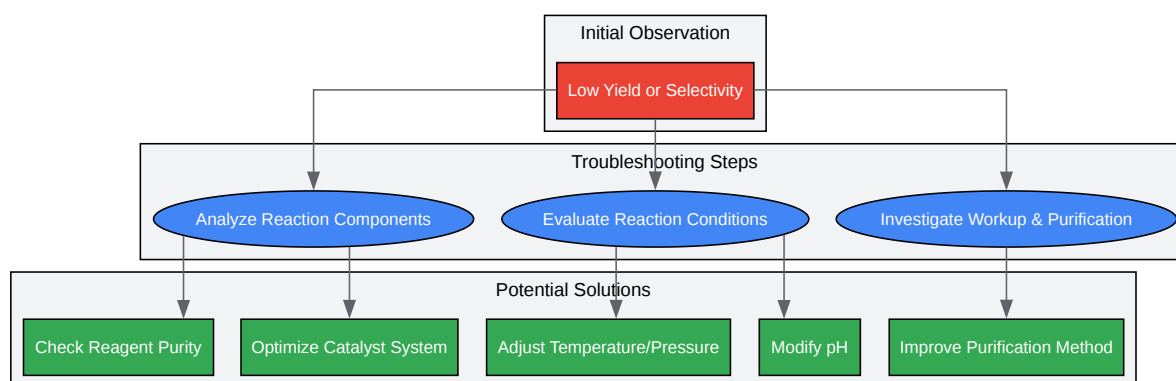 Initial Observation
Low Yield or Selectivity
Troubleshooting Steps
Analyze Reaction Components
Evaluate Reaction Conditions
Investigate Workup & Purification
Potential Solutions
Check Reagent Purity
Optimize Catalyst System
Adjust Temperature/Pressure
Modify pH
Improve Purification Method